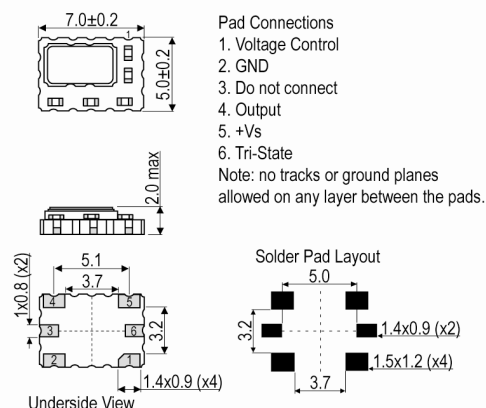 7.0±0.2
1
5.0±0.2
Pad Connections
1. Voltage Control
2. GND
3. Do not connect
4. Output
5. +Vs
6. Tri-State
Note: no tracks or ground planes
allowed on any layer between the pads.
2.0 max
5.1
3.7
1x0.8 (x2)
4
5
3
6
2
1
3.2
1.4x0.9 (x4)
Underside View
Solder Pad Layout
5.0
3.2
1.4x0.9 (x2)
1.5x1.2 (x4)
3.7